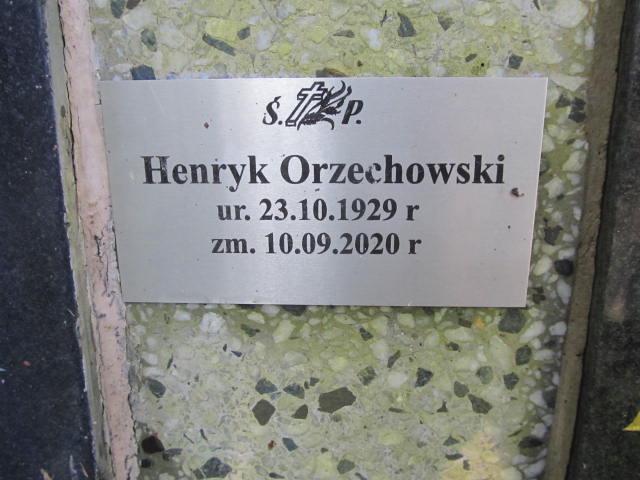 Ś. P.
Henryk Orzechowski
ur. 23.10.1929 r
zm. 10.09.2020 r